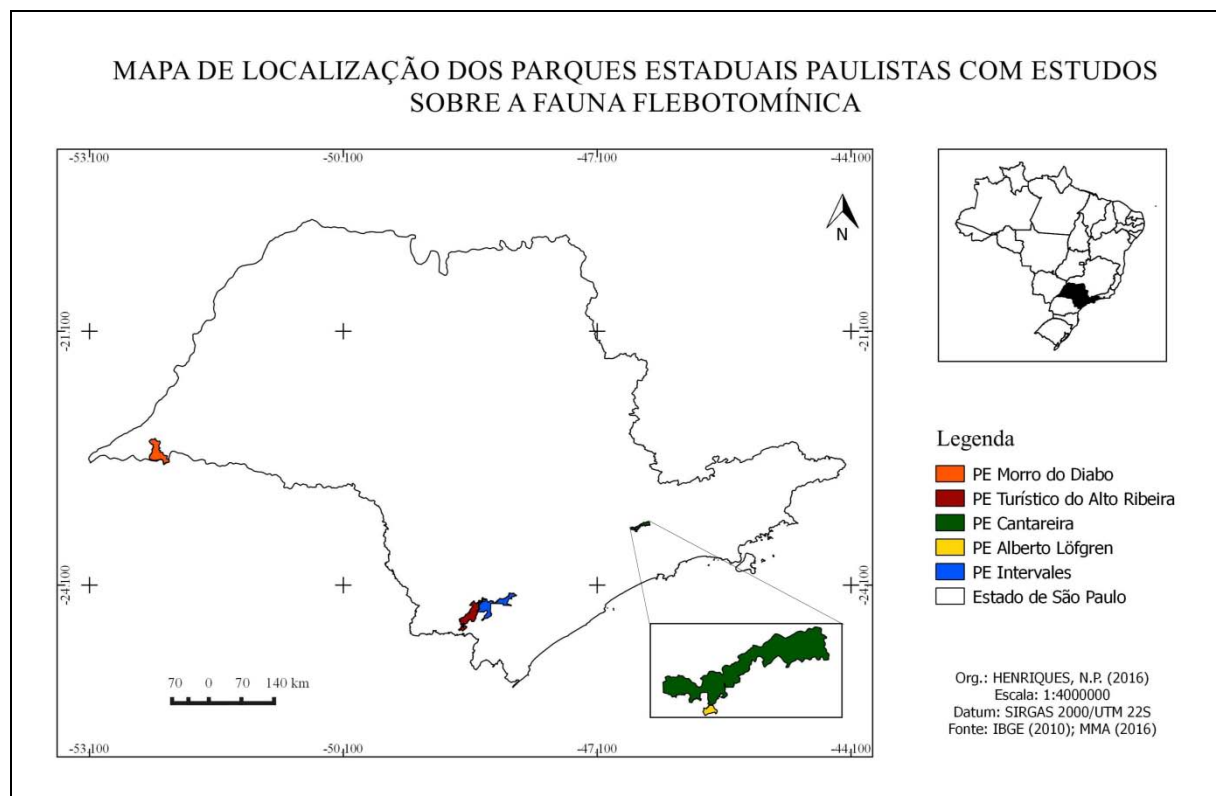 MAPA DE LOCALIZAÇÃO DOS PARQUES ESTADUAIS PAULISTAS COM ESTUDOS
SOBRE A FAUNA FLEBOTOMÍNICA
-53,100
-50,100
-47,100
-44,100
-21,100
-21,100
N
-24,100
-24,100
70 0 70 140 km
-53,100
-50,100
-47,100
-44,100
Legenda
PE Morro do Diabo
PE Turístico do Alto Ribeira
PE Cantareira
PE Alberto Löfgren
PE Intervales
Estado de São Paulo
Org.: HENRIQUES, N.P. (2016)
Escala: 1:4000000
Datum: SIRGAS 2000/UTM 22S
Fonte: IBGE (2010); MMA (2016)